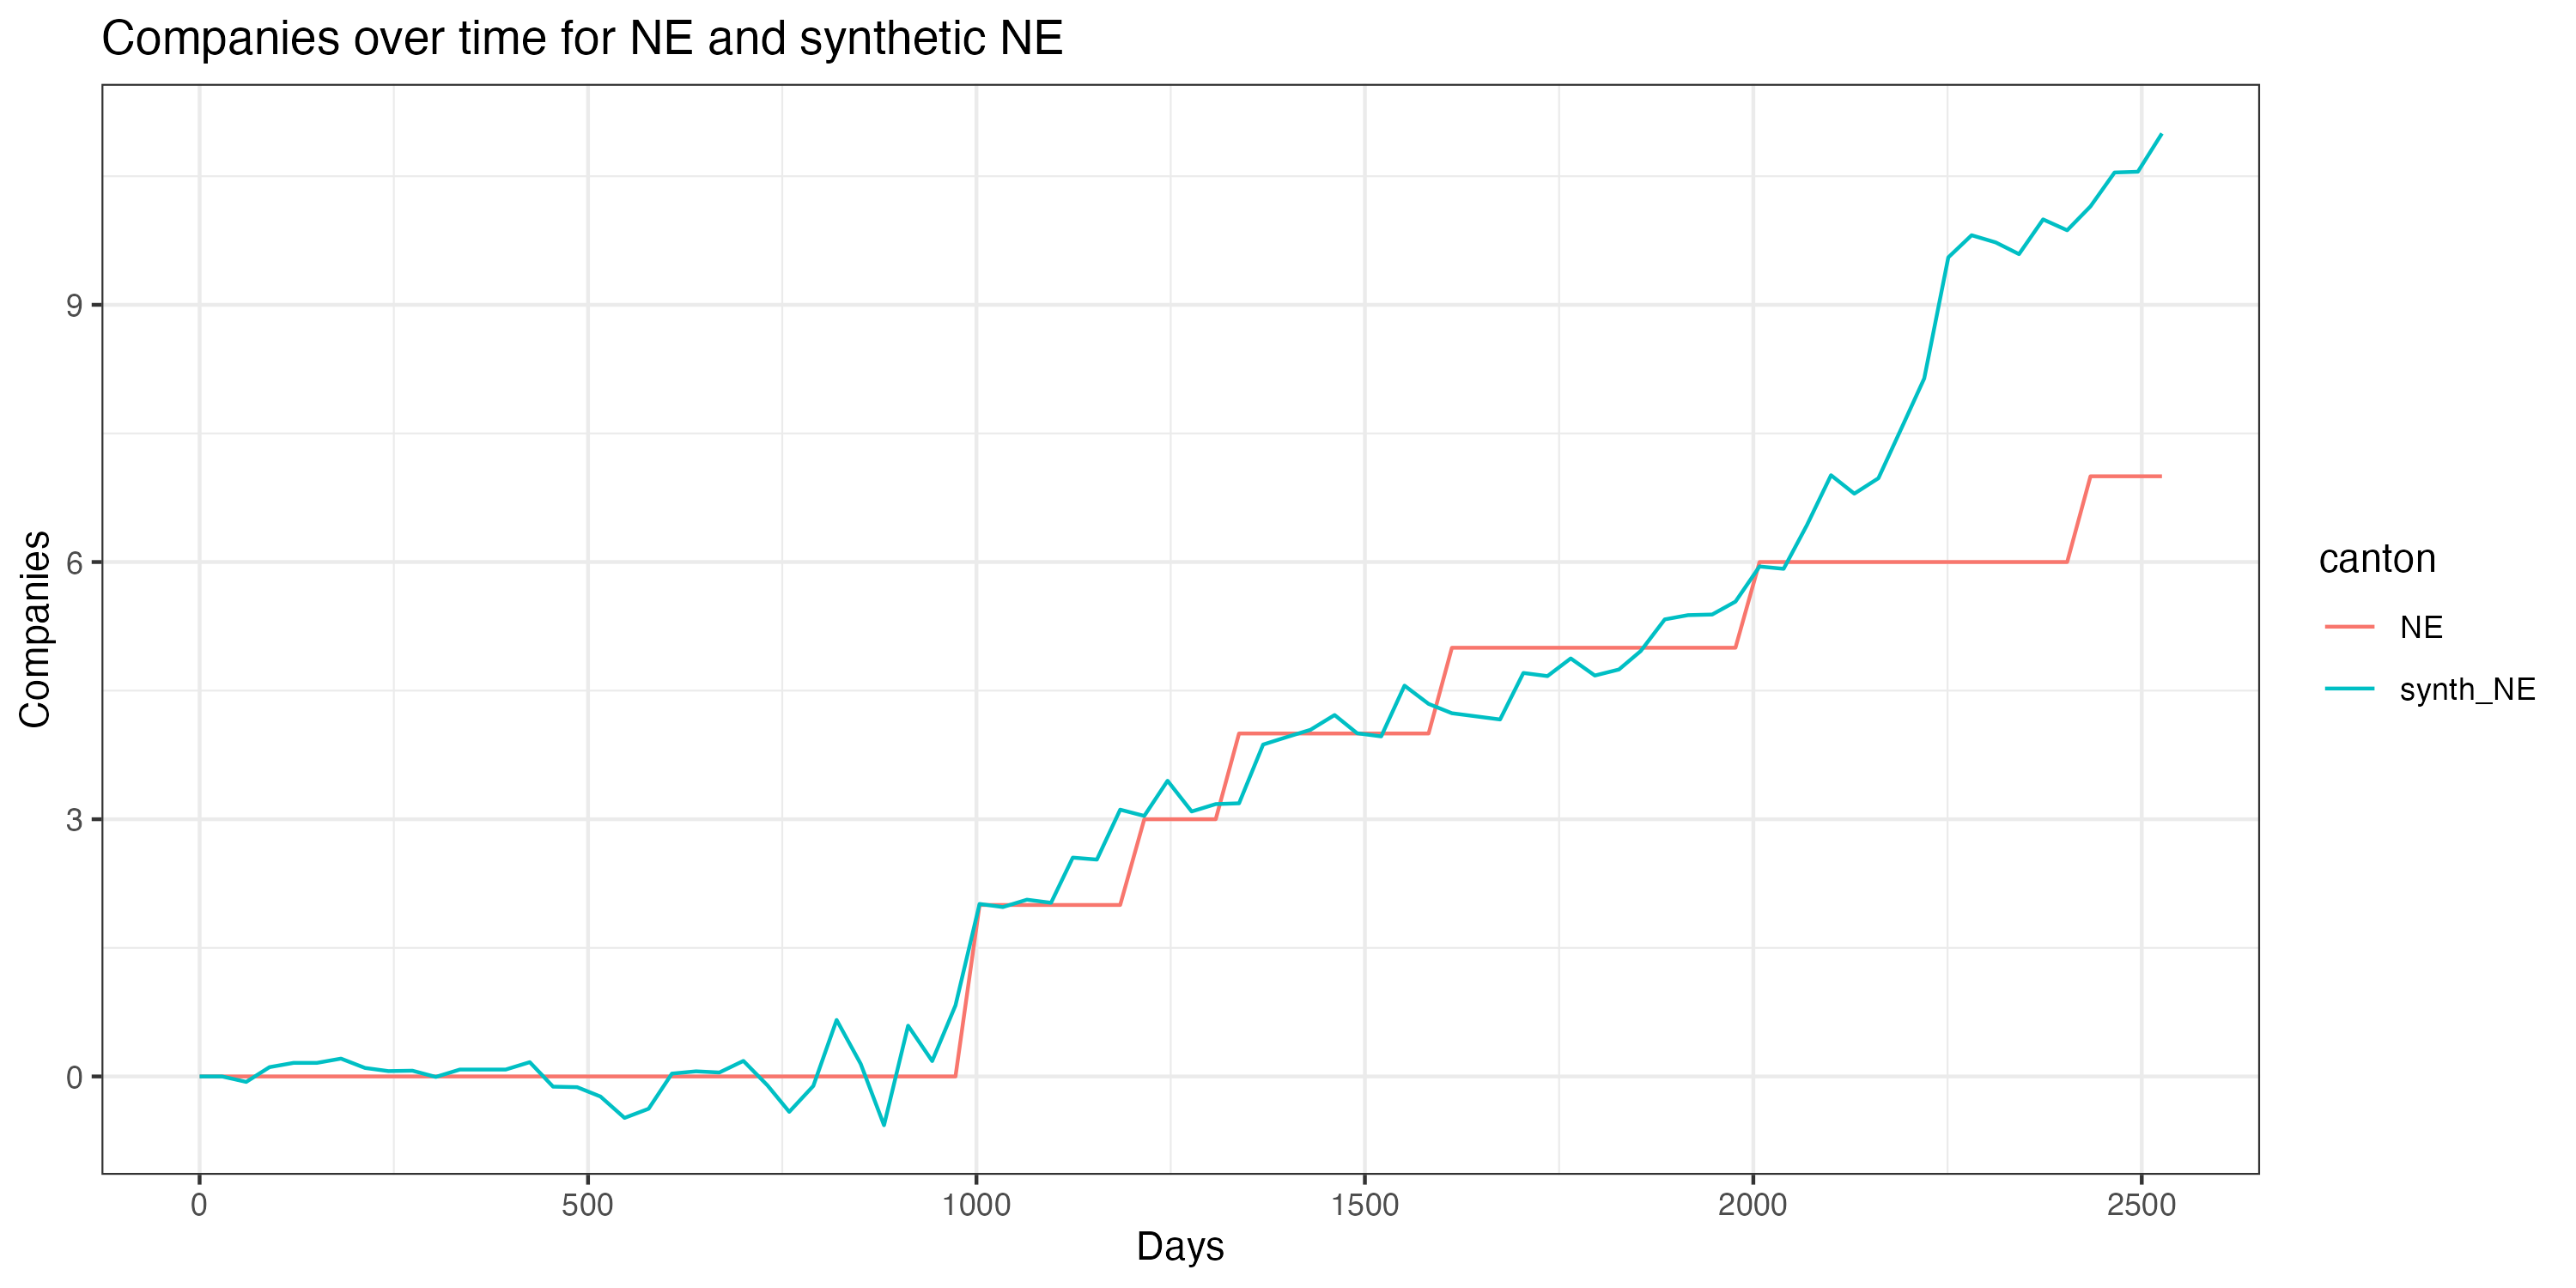 Companies over time for NE and synthetic NE
Companies
9
6
3
0
0
500
1000
1500
2000
2500
Days
canton
NE
synth_NE